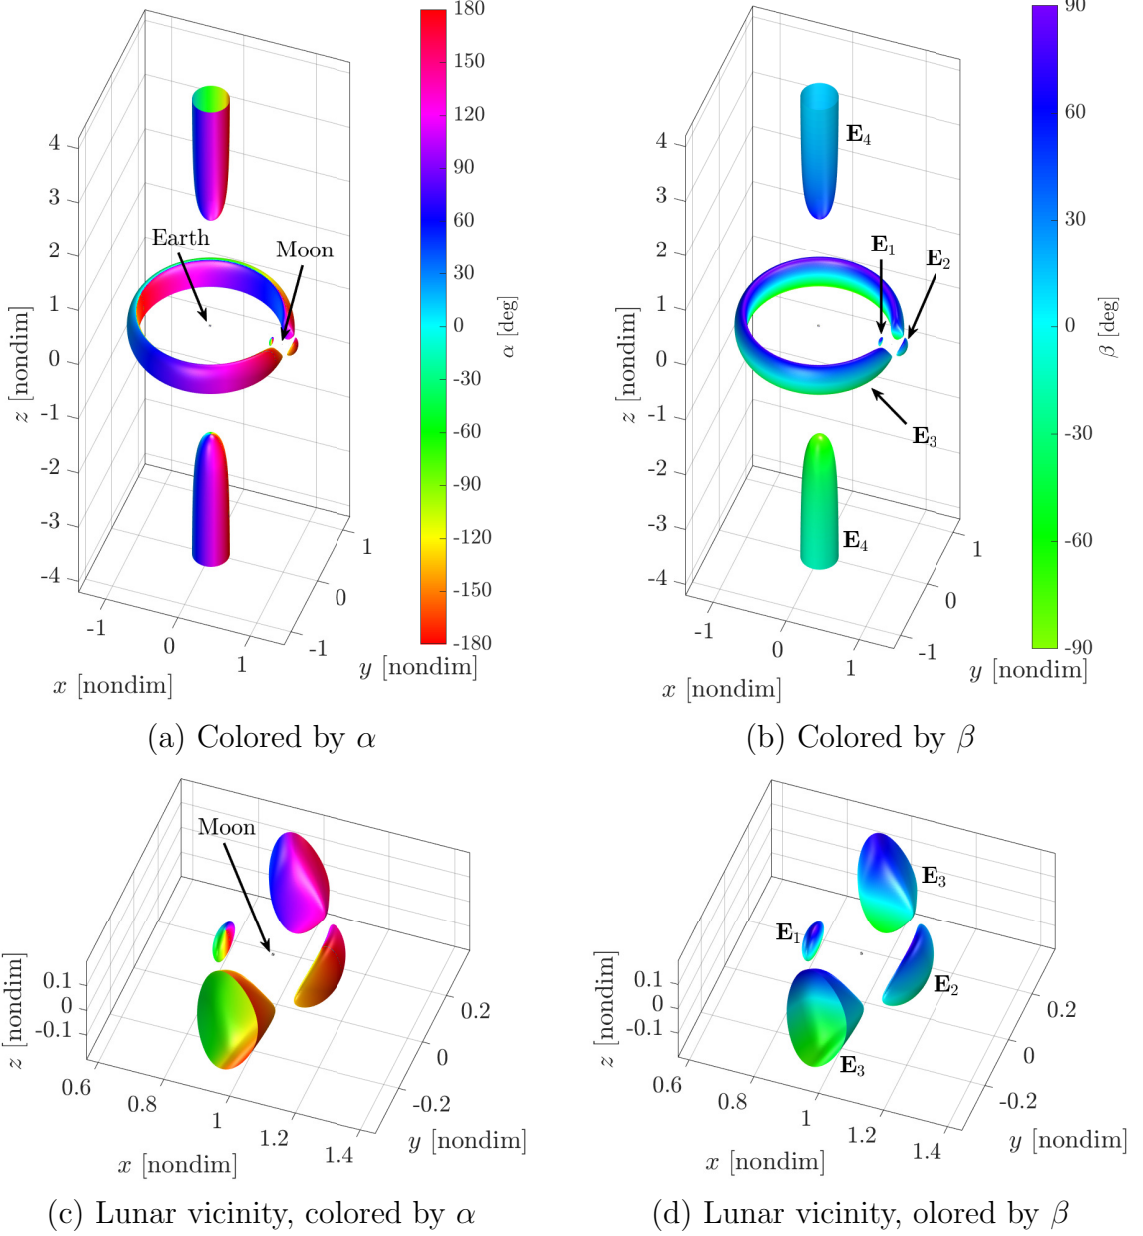 4
3
2
1
0
-1
-2
-3
-4
z [nondim]
Earth
Moon
-1
0
1
x [nondim]
1
0
-1
y [nondim]
180
150
120
90
60
30
0
-30
-60
-90
-120
-150
-180
α [deg]
(a) Colored by α
4
3
2
1
0
-1
-2
-3
-4
z [nondim]
E4
E1
E2
E3
E4
-1
0
1
x [nondim]
1
0
-1
y [nondim]
90
60
30
0
-30
-60
-90
β [deg]
(b) Colored by β
Moon
0.1
0
-0.1
z [nondim]
0.6
0.8
1
1.2
1.4
x [nondim]
0.2
0
-0.2
y [nondim]
(c) Lunar vicinity, colored by α
E3
E1
E2
E3
0.1
0
-0.1
z [nondim]
0.6
0.8
1
1.2
1.4
x [nondim]
0.2
0
-0.2
y [nondim]
(d) Lunar vicinity, olored by β